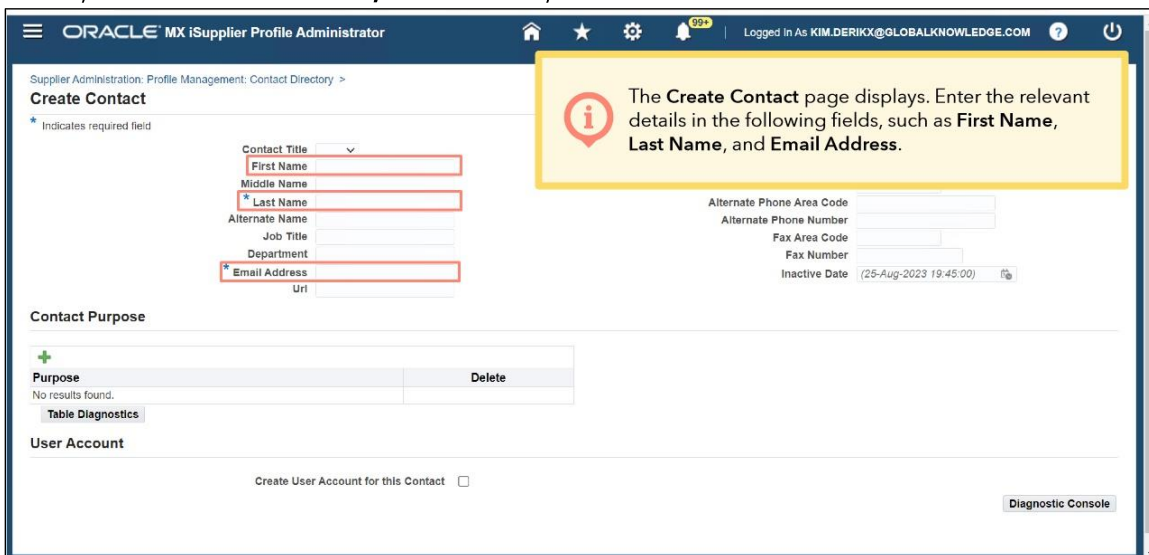 ORACLE MX iSupplier Profile Administrator
99+
Logged In As KIM.DERIKX@GLOBALKNOWLEDGE.COM
?
Supplier Administration: Profile Management: Contact Directory >
Create Contact
* Indicates required field
i
The Create Contact page displays. Enter the relevant
details in the following fields, such as First Name,
Last Name, and Email Address.
Contact Title
First Name
Middle Name
* Last Name
Alternate Name
Job Title
Department
* Email Address
Url
Alternate Phone Area Code
Alternate Phone Number
Fax Area Code
Fax Number
Inactive Date (25-Aug-2023 19:45:00)
Contact Purpose
Purpose Delete
No results found.
Table Diagnostics
User Account
Create User Account for this Contact
Diagnostic Console